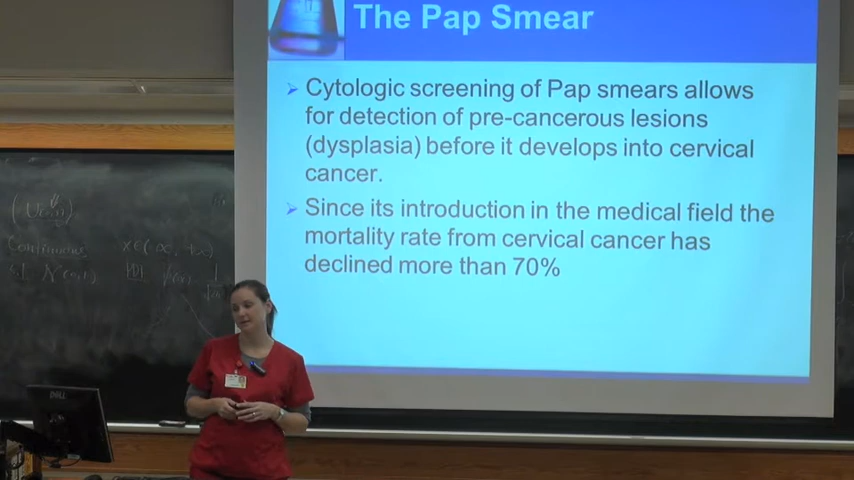 The Pap Smear
Cytologic screening of Pap smears allows
for detection of pre-cancerous lesions
(dysplasia) before it develops into cervical
cancer.
Since its introduction in the medical field the
mortality rate from cervical cancer has
declined more than 70%
DELL